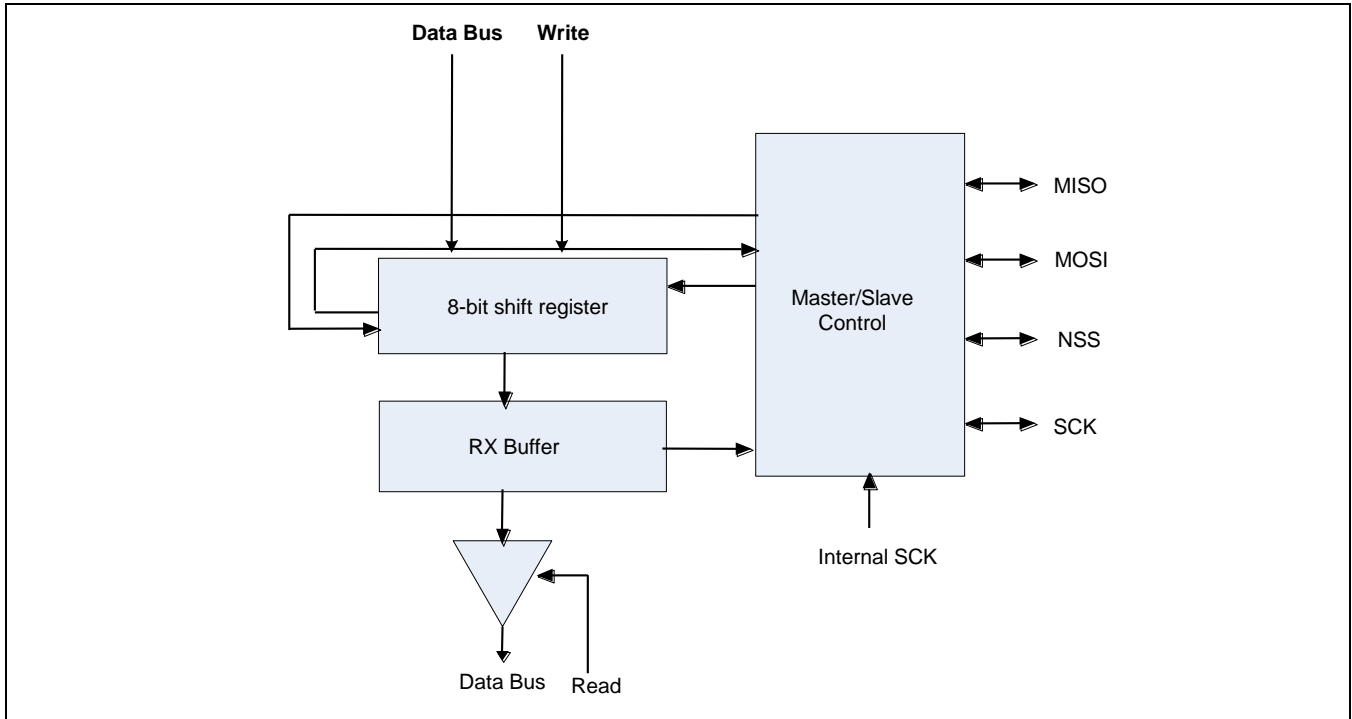 Data Bus
Write
MISO
MOSI
8-bit shift register
Master/Slave
Control
NSS
SCK
RX Buffer
Internal SCK
Data Bus
Read